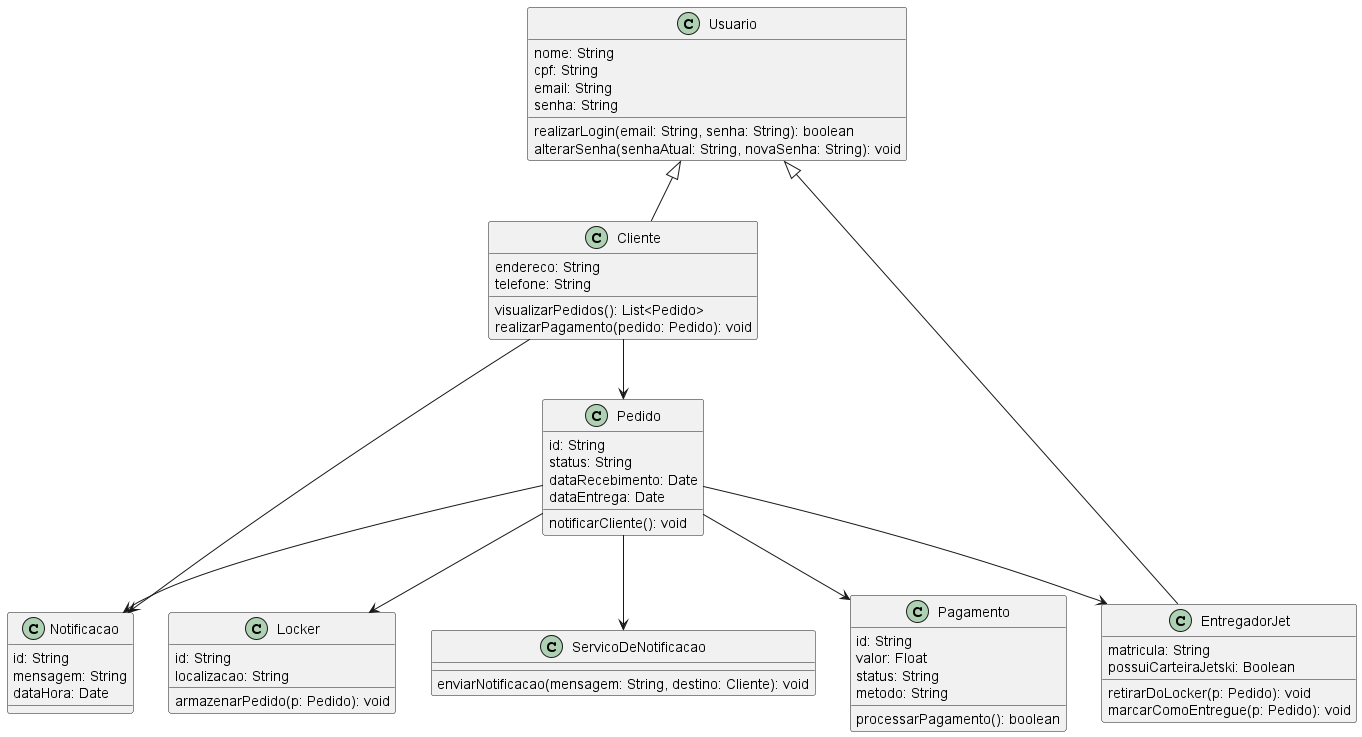 C Usuario
nome: String
cpf: String
email: String
senha: String
realizarLogin(email: String, senha: String): boolean
alterarSenha(senhaAtual: String, novaSenha: String): void
C Cliente
endereco: String
telefone: String
visualizarPedidos(): List<Pedido>
realizarPagamento(pedido: Pedido): void
C Pedido
id: String
status: String
dataRecebimento: Date
dataEntrega: Date
notificarCliente(): void
C Notificacao
id: String
mensagem: String
dataHora: Date
C Locker
id: String
localizacao: String
armazenarPedido(p: Pedido): void
C ServicoDeNotificacao
enviarNotificacao(mensagem: String, destino: Cliente): void
C Pagamento
id: String
valor: Float
status: String
metodo: String
processarPagamento(): boolean
C EntregadorJet
matricula: String
possuiCarteiraJetski: Boolean
retirarDoLocker(p: Pedido): void
marcarComoEntregue(p: Pedido): void